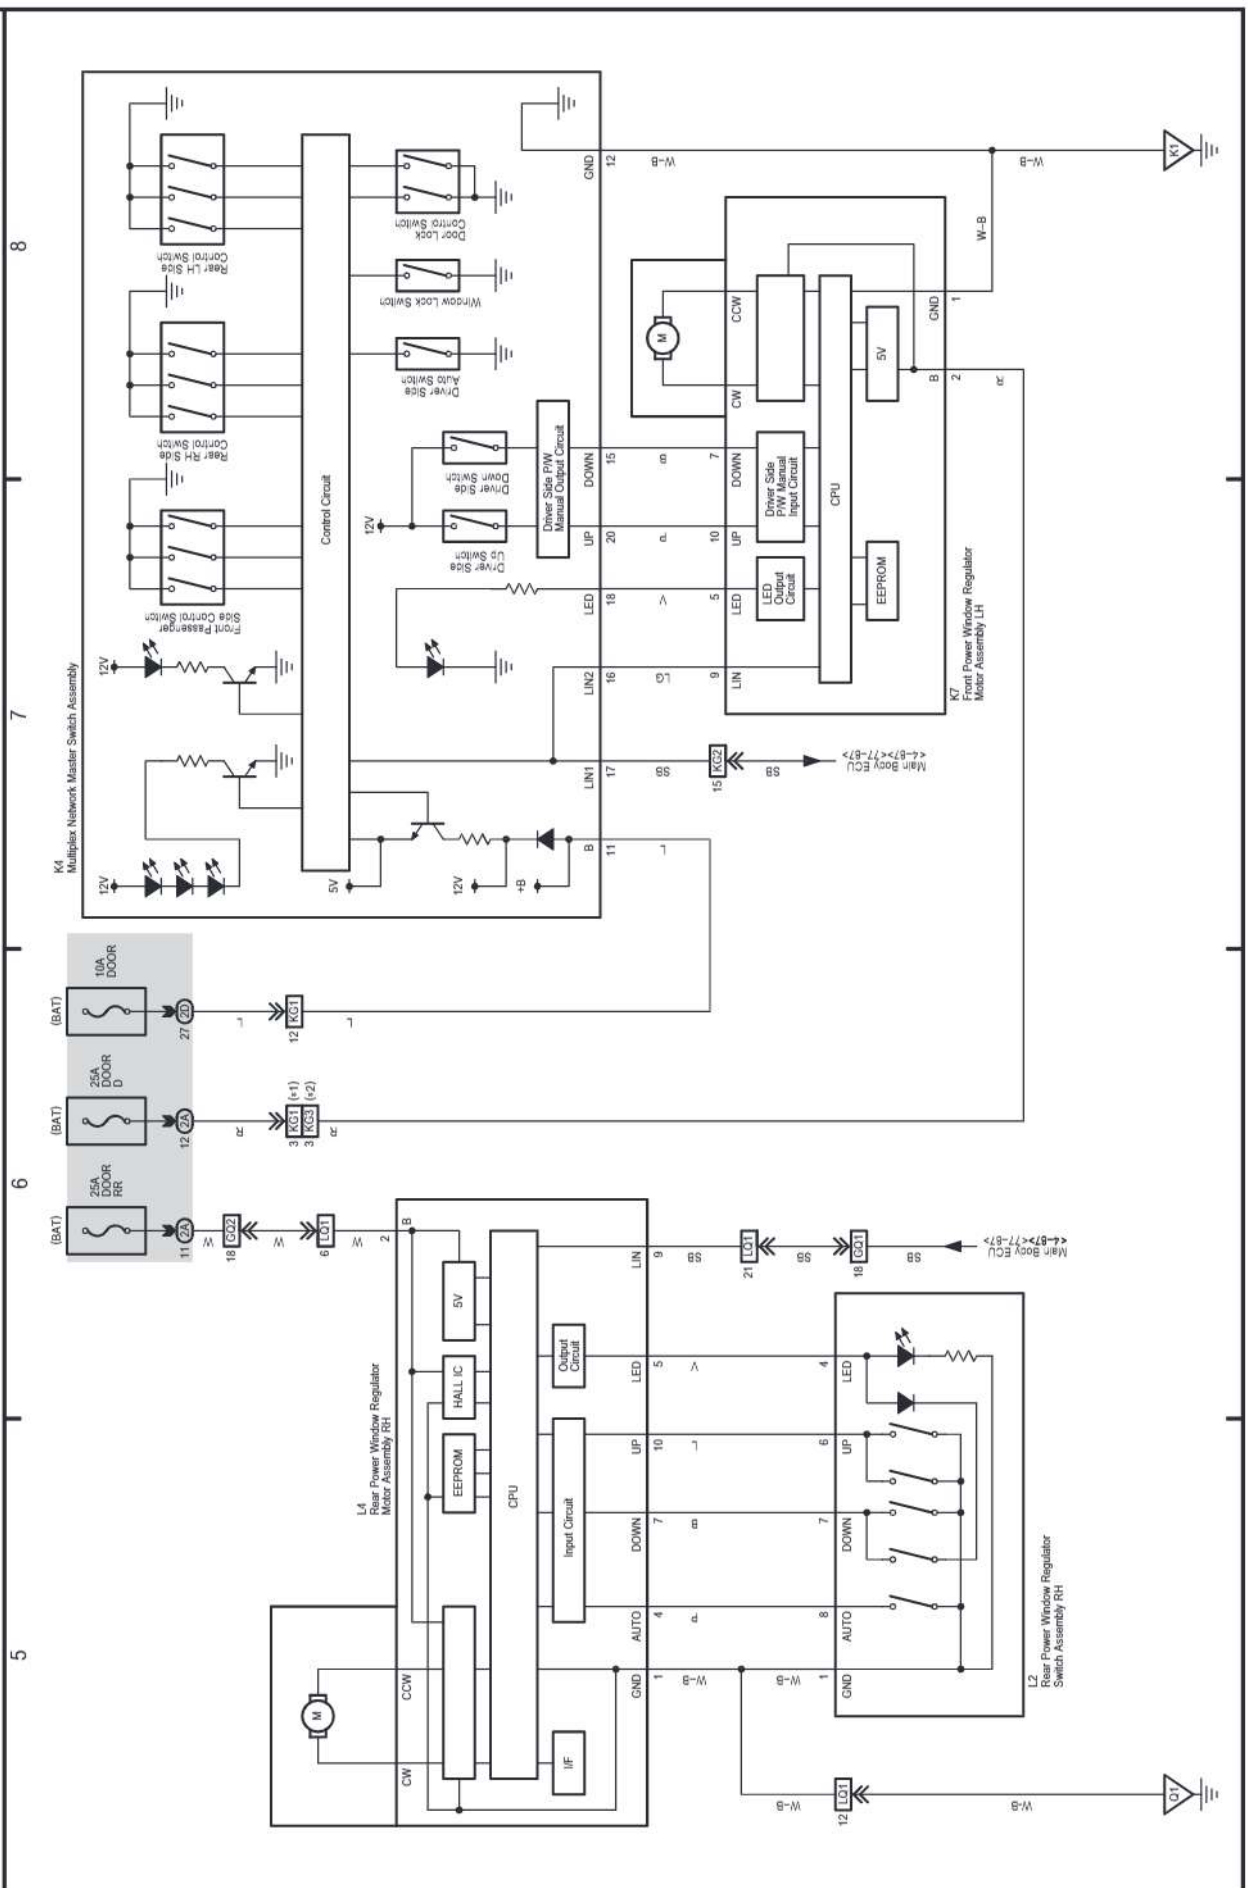 8
7
6
5
K4
Multiplex Network Master Switch Assembly
Rear LH Side
Control Switch
Rear RH Side
Control Switch
Front Passenger
Side Control Switch
12V
12V
Control Circuit
Door Lock
Control Switch
Window Lock Switch
Driver Side
Auto Switch
Driver Side
Down Switch
Driver Side
Up Switch
12V
Driver Side P/W
Manual Output Circuit
5V
12V
+B
GND
12
DOWN
15
UP
20
LED
18
LIN2
16
LIN1
17
B
11
W-B
B
P
V
LG
SB
L
K7
Front Power Window Regulator
Motor Assembly LH
M
CCW
CW
5V
CPU
Driver Side
P/W Manual
Input Circuit
LED
Output
Circuit
EEPROM
GND
1
B
2
7
DOWN
10
UP
5
LED
9
LIN
W-B
R
W-B
K1
15
KG2
SB
Main Body ECU
<4-B7><77-B7>
(BAT)
10A
DOOR
27
2D
L
12
KG1
L
(BAT)
25A
DOOR
D
12
2A
R
3
KG1
(*1)
3
KG3
(*2)
R
(BAT)
25A
DOOR
RR
11
2A
W
18
GQ2
W
6
LQ1
W
2
B
L4
Rear Power Window Regulator
Motor Assembly RH
M
CCW
CW
5V
HALL IC
EEPROM
CPU
Output
Circuit
Input Circuit
I/F
LIN
9
LED
5
UP
10
DOWN
7
AUTO
4
GND
1
SB
V
L
B
P
W-B
21
LQ1
SB
18
GQ1
SB
Main Body ECU
<4-B7><77-B7>
4
LED
6
UP
7
DOWN
8
AUTO
1
GND
W-B
L2
Rear Power Window Regulator
Switch Assembly RH
W-B
12
LQ1
W-B
Q1